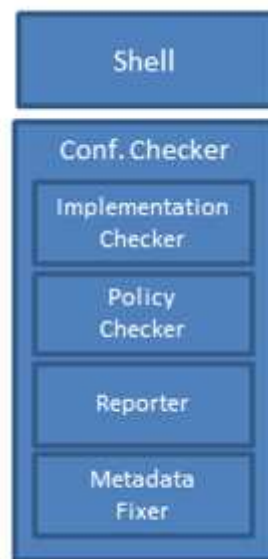 Shell
Conf. Checker
Implementation
Checker
Policy
Checker
Reporter
Metadata
Fixer